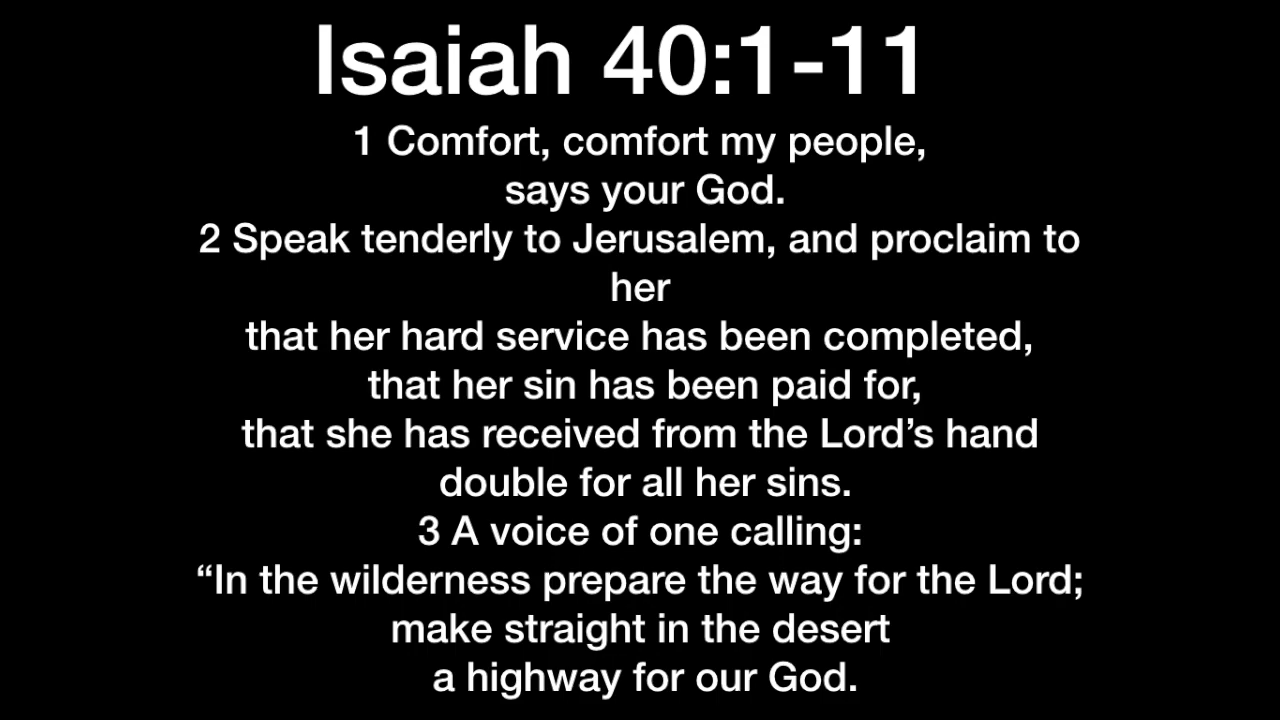 Isaiah 40:1-11
1 Comfort, comfort my people,
says your God.
2 Speak tenderly to Jerusalem, and proclaim to
her
that her hard service has been completed,
that her sin has been paid for,
that she has received from the Lord’s hand
double for all her sins.
3 A voice of one calling:
“In the wilderness prepare the way for the Lord;
make straight in the desert
a highway for our God.